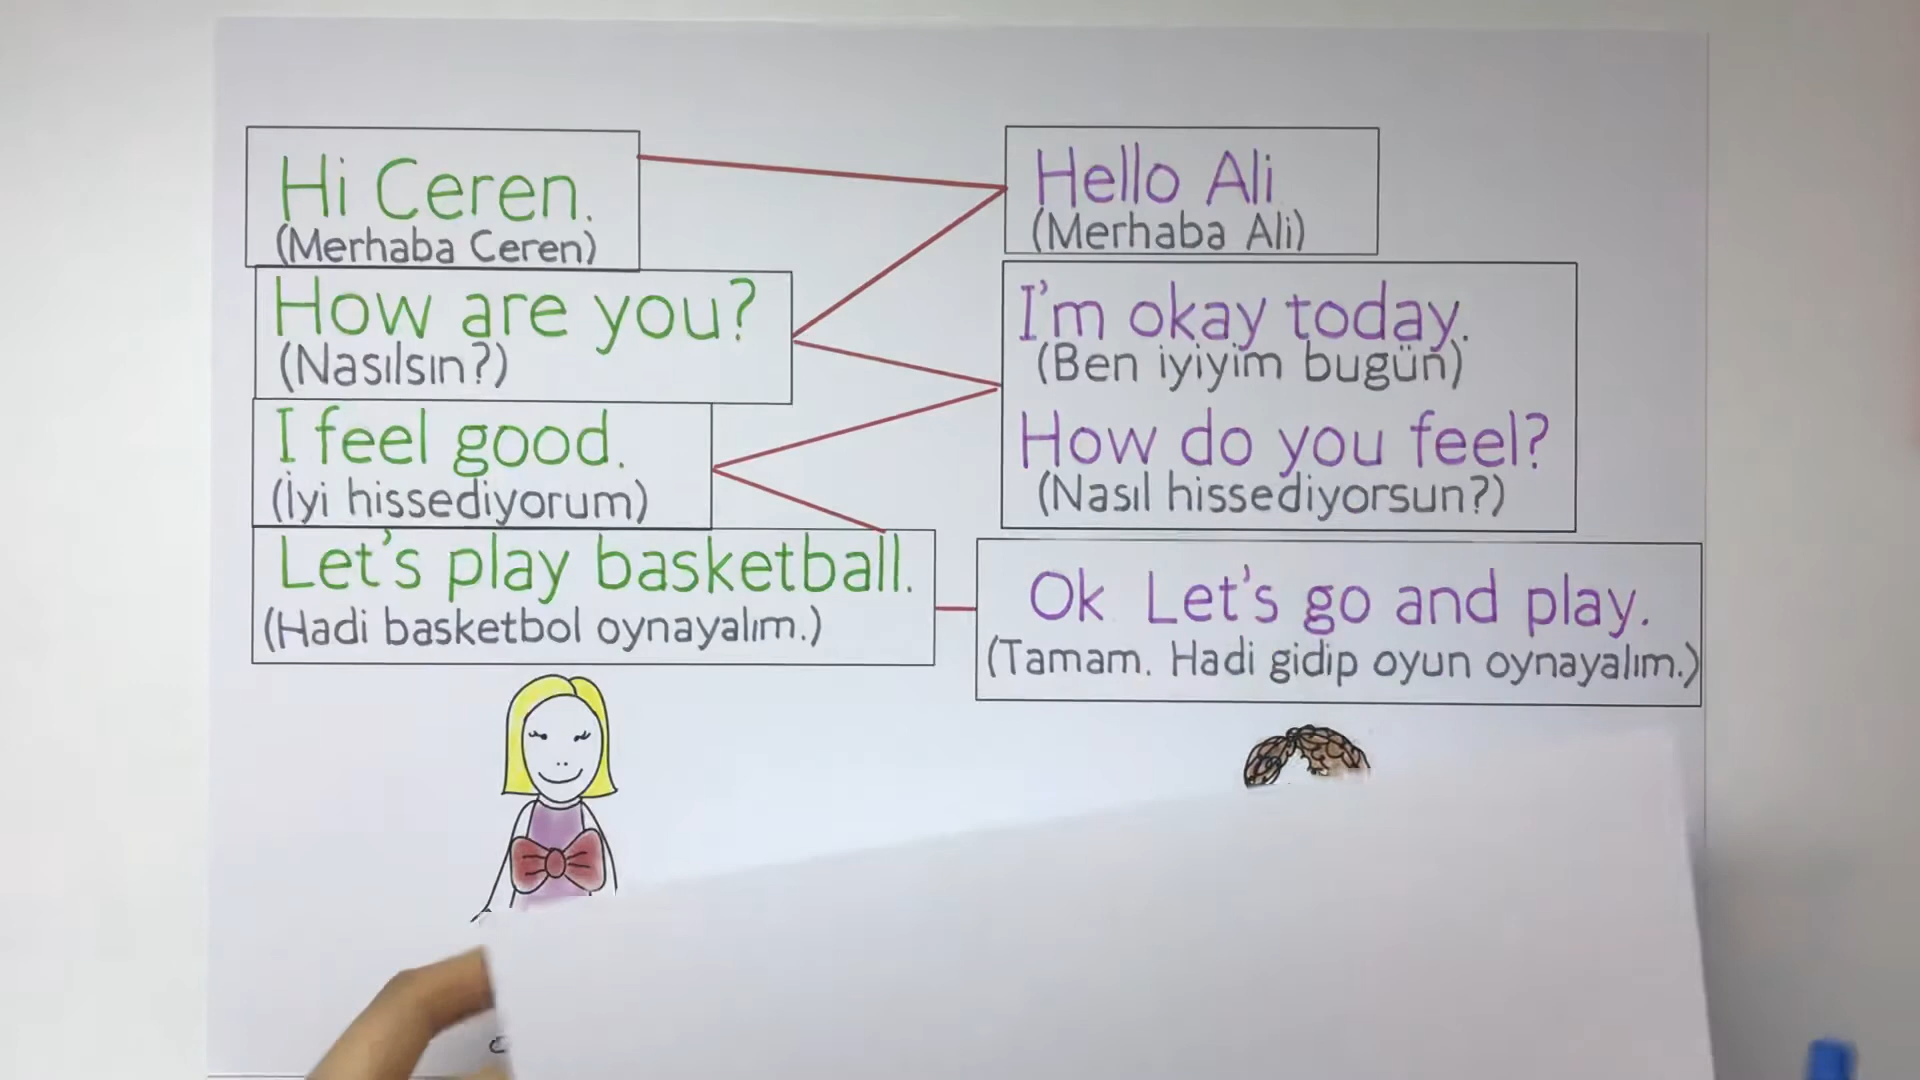 Hi Ceren.
(Merhaba Ceren)
Hello Ali
(Merhaba Ali)
How are you?
(Nasılsın?)
I'm okay today.
(Ben iyiyim bugün)
How do you feel?
(Nasıl hissediyorsun?)
I feel good.
(İyi hissediyorum)
Let's play basketball.
(Hadi basketbol oynayalım.)
Ok Let's go and play.
(Tamam. Hadi gidip oyun oynayalım.)